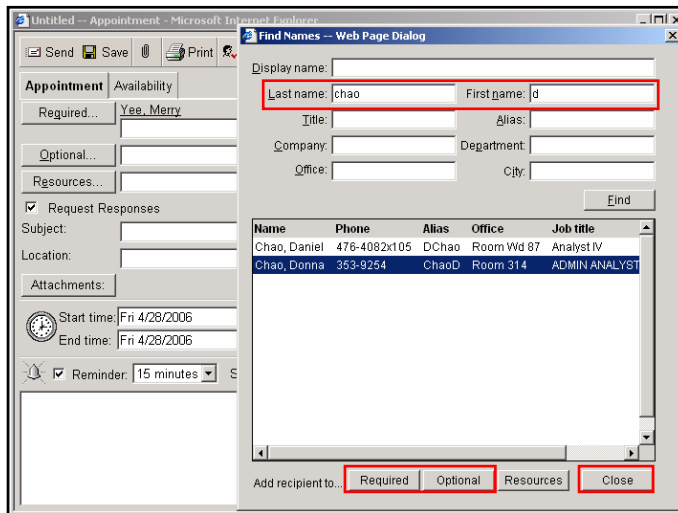 Untitled -- Appointment - Microsoft Internet Explorer
Send Save Print
Appointment Availability
Required... Yee, Merry
Optional...
Resources...
Request Responses
Subject:
Location:
Attachments:
Start time: Fri 4/28/2006
End time: Fri 4/28/2006
Reminder: 15 minutes S
Find Names -- Web Page Dialog
Display name:
Last name: chao First name: d
Title: Alias:
Company: Department:
Office: City:
Find
Name Phone Alias Office Job title
Chao, Daniel 476-4082x105 DChao Room Wd 87 Analyst IV
Chao, Donna 353-9254 ChaoD Room 314 ADMIN ANALYST
Add recipient to... Required Optional Resources Close